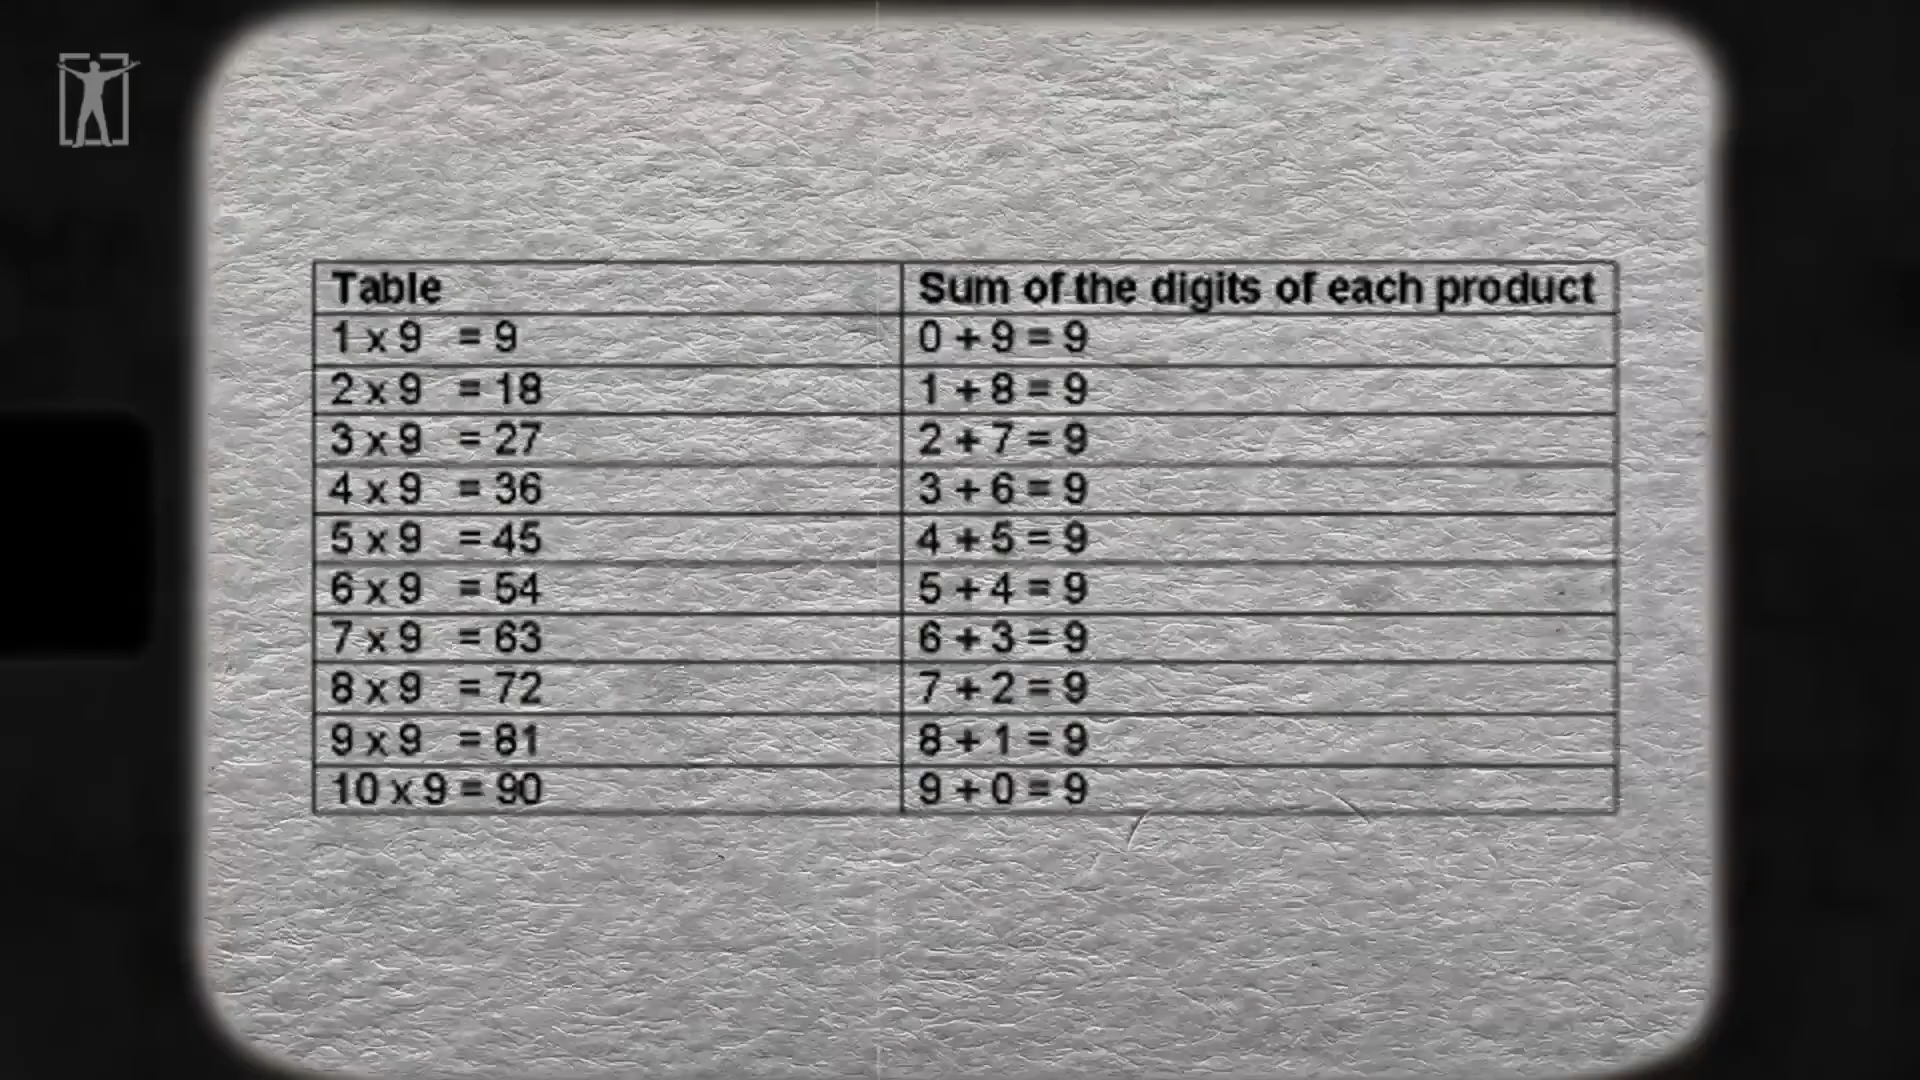 Table Sum of the digits of each product
1 x 9 = 9 0 + 9 = 9
2 x 9 = 18 1 + 8 = 9
3 x 9 = 27 2 + 7 = 9
4 x 9 = 36 3 + 6 = 9
5 x 9 = 45 4 + 5 = 9
6 x 9 = 54 5 + 4 = 9
7 x 9 = 63 6 + 3 = 9
8 x 9 = 72 7 + 2 = 9
9 x 9 = 81 8 + 1 = 9
10 x 9 = 90 9 + 0 = 9